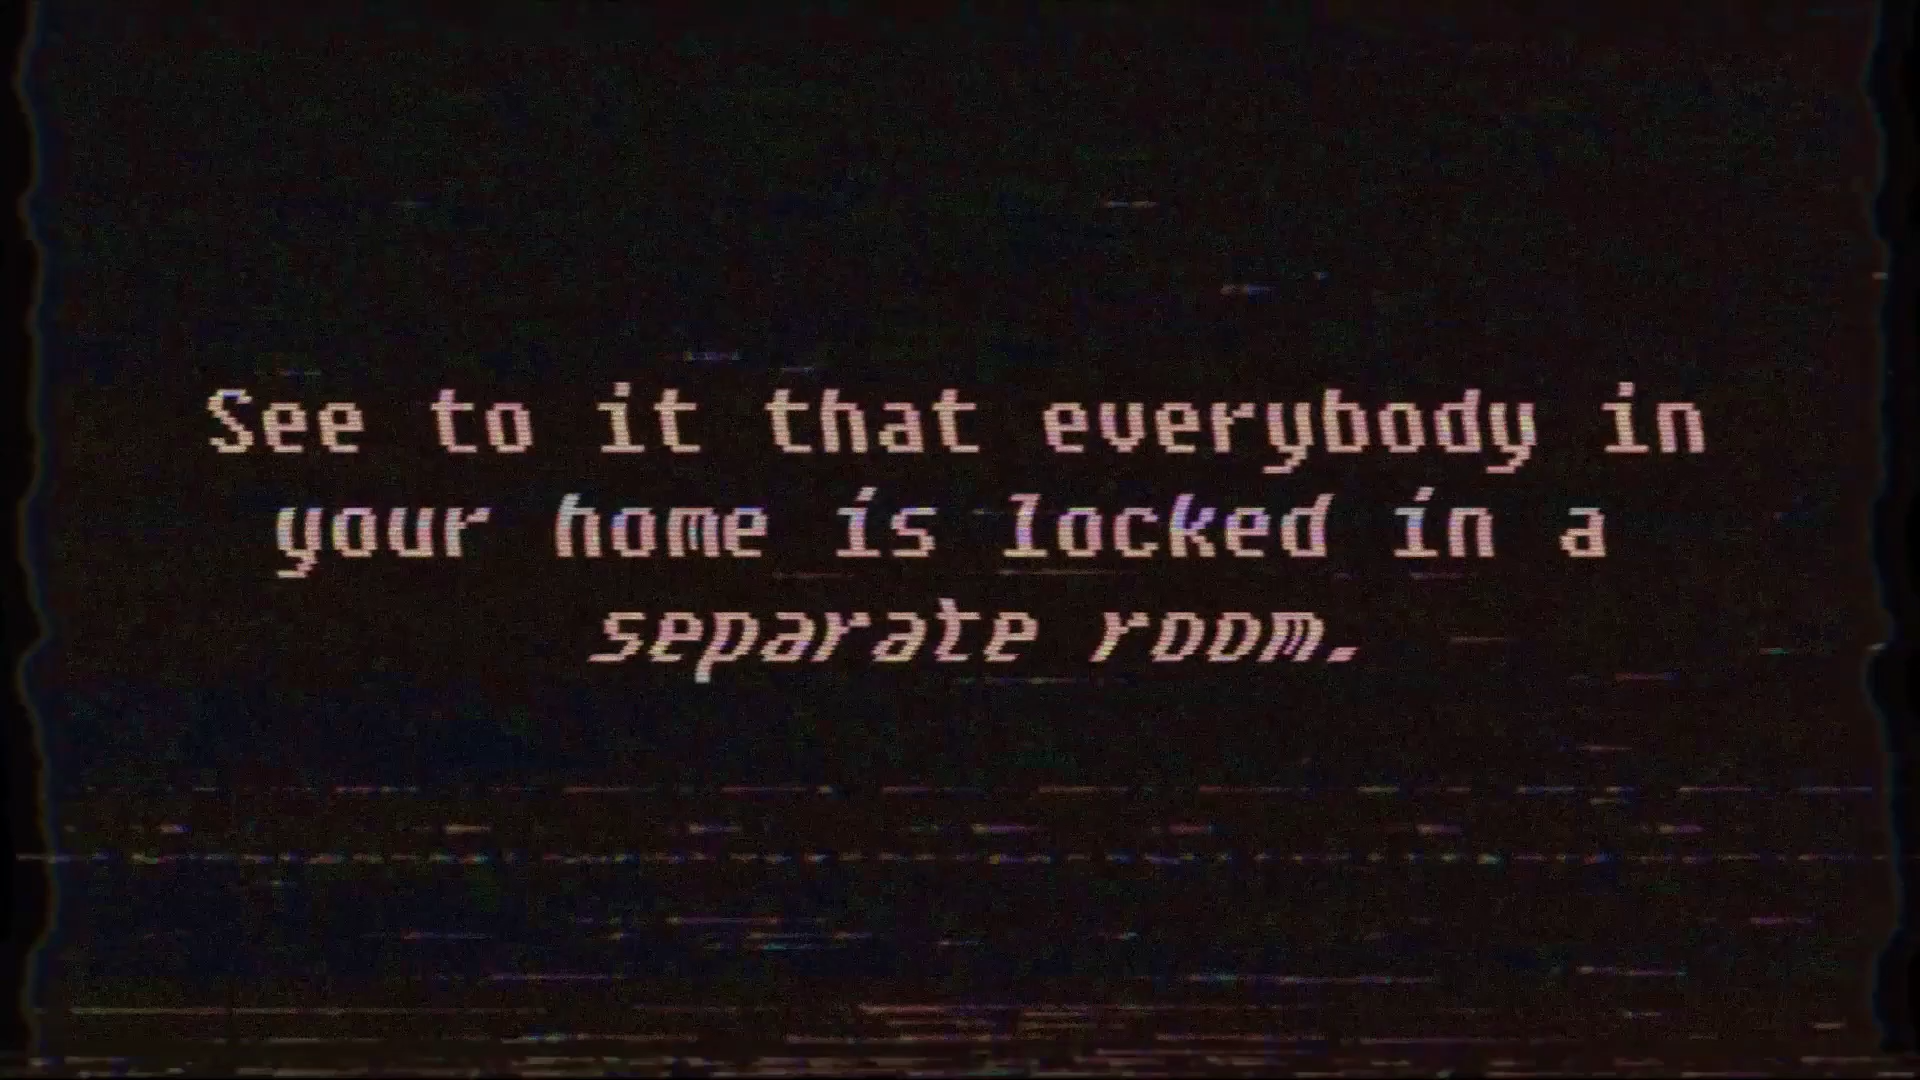 See to it that everybody in
your home is locked in a
separate room.